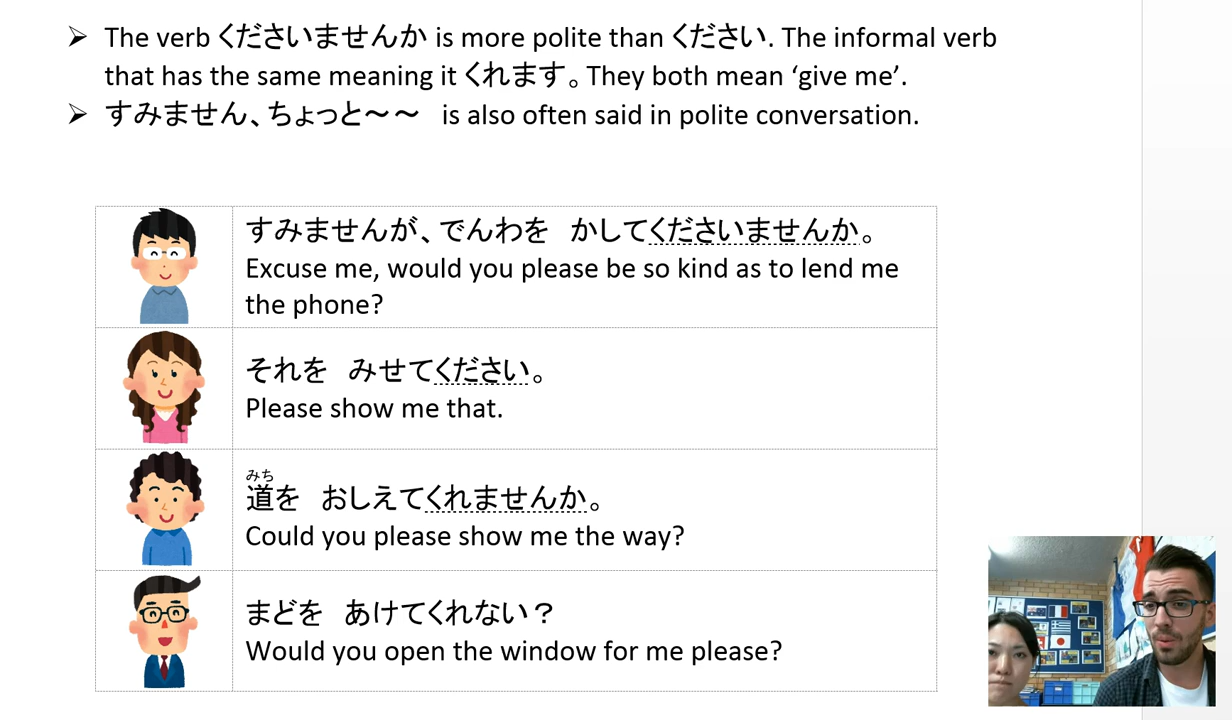 ➢ The verb くださいませんか is more polite than ください. The informal verb
that has the same meaning it くれます。They both mean ‘give me’.
➢ すみません、ちょっと～～ is also often said in polite conversation.
すみませんが、でんわを　かしてくださいませんか。
Excuse me, would you please be so kind as to lend me
the phone?
それを　みせてください。
Please show me that.
みち
道を　おしえてくれませんか。
Could you please show me the way?
まどを　あけてくれない？
Would you open the window for me please?